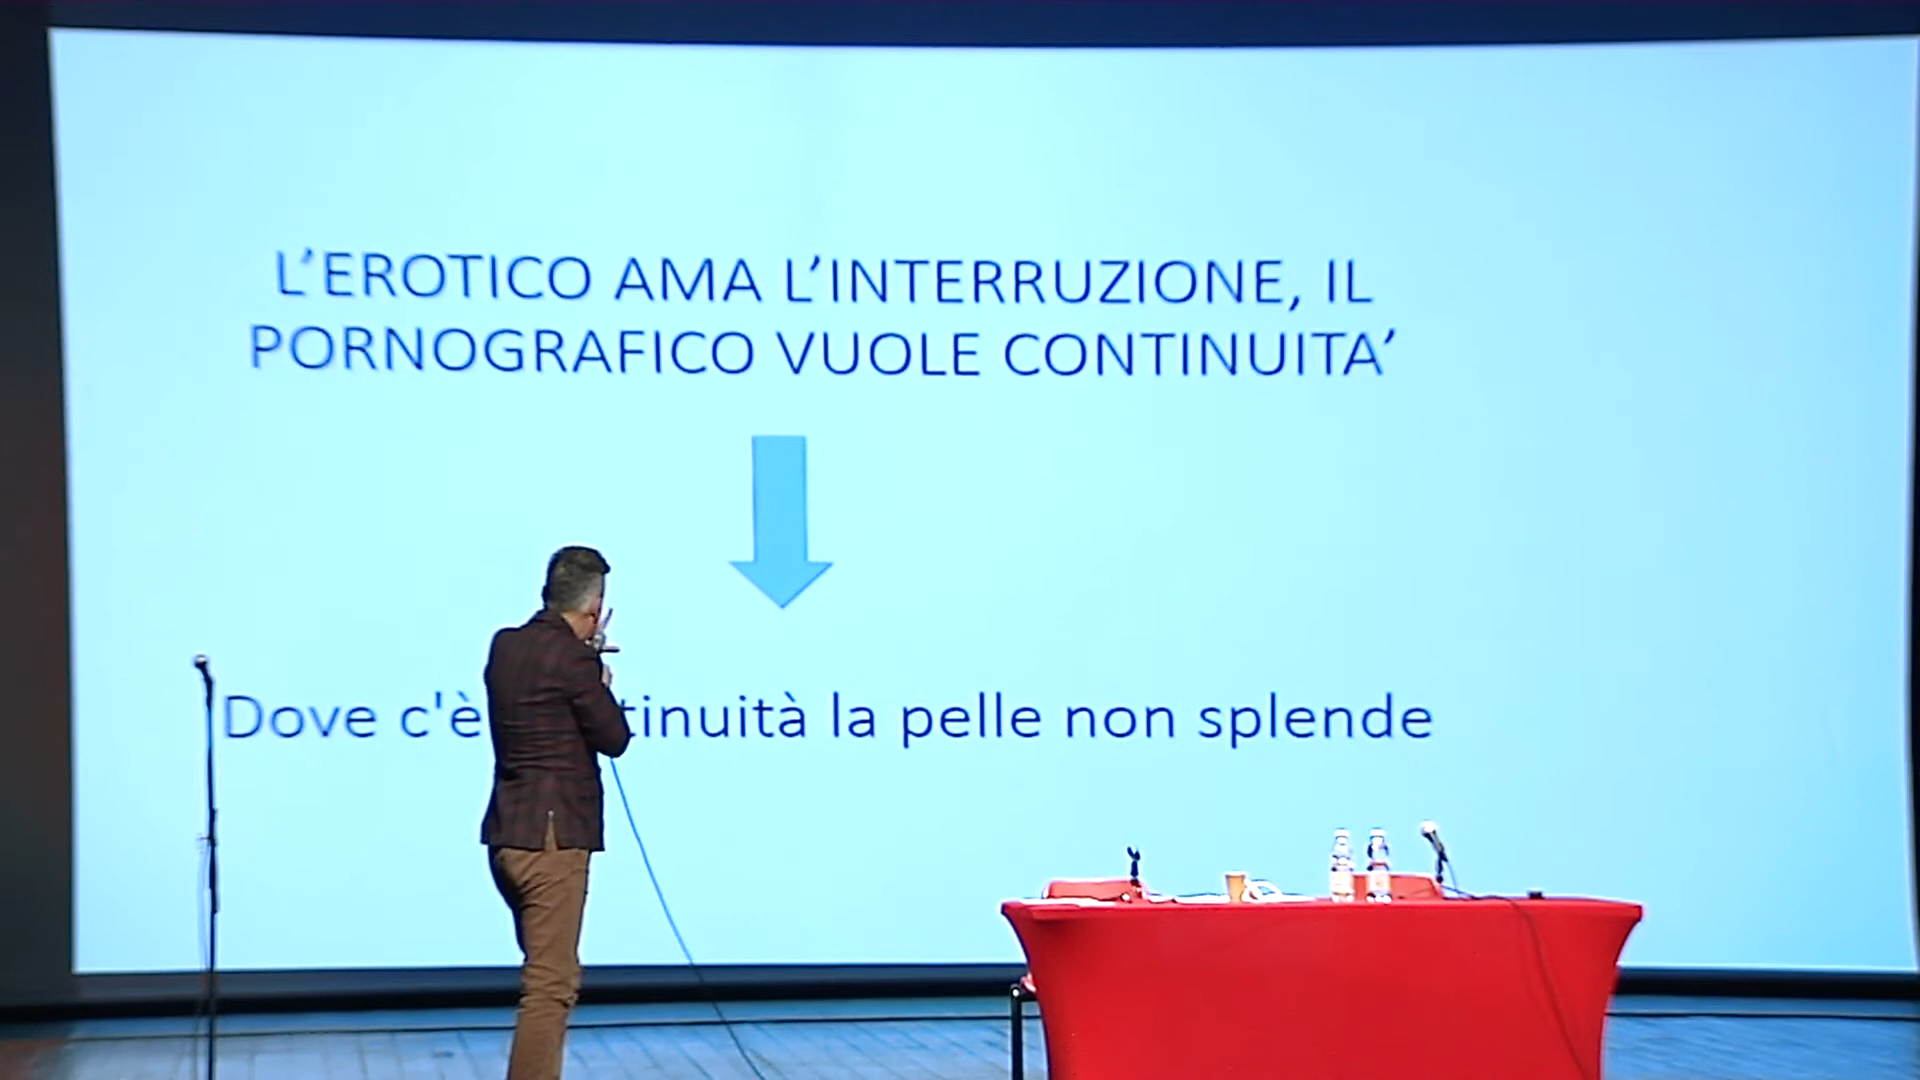 L’EROTICO AMA L’INTERRUZIONE, IL
PORNOGRAFICO VUOLE CONTINUITA’
Dove c'è tinuità la pelle non splende